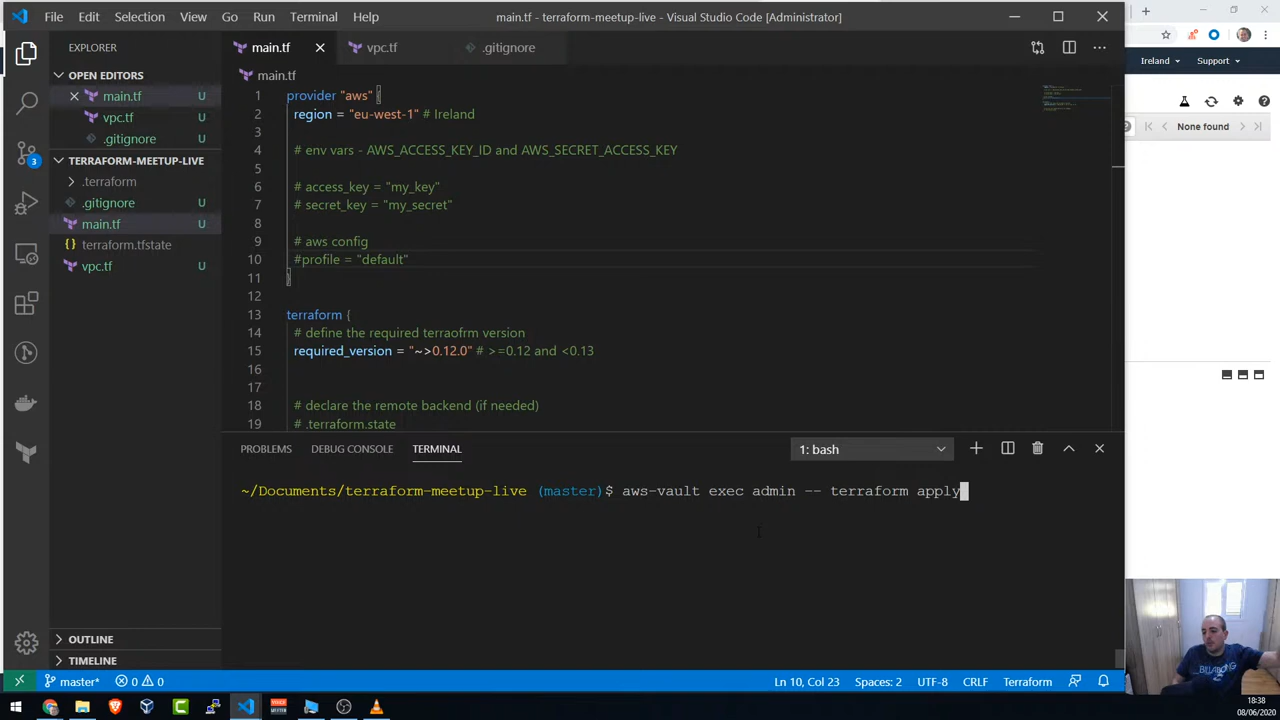 File Edit Selection View Go Run Terminal Help
main.tf - terraform-meetup-live - Visual Studio Code [Administrator]
EXPLORER
OPEN EDITORS
main.tf U
vpc.tf U
.gitignore U
TERRAFORM-MEETUP-LIVE
.terraform
.gitignore U
main.tf U
terraform.tfstate
vpc.tf U
OUTLINE
TIMELINE
3
main.tf vpc.tf .gitignore
main.tf
1 provider "aws" {
2 region = "eu-west-1" # Ireland
3
4 # env vars - AWS_ACCESS_KEY_ID and AWS_SECRET_ACCESS_KEY
5
6 # access_key = "my_key"
7 # secret_key = "my_secret"
8
9 # aws config
10 #profile = "default"
11 }
12
13 terraform {
14 # define the required terraofrm version
15 required_version = "~>0.12.0" # >=0.12 and <0.13
16
17
18 # declare the remote backend (if needed)
19 # .terraform.state
PROBLEMS DEBUG CONSOLE TERMINAL
1: bash
~/Documents/terraform-meetup-live (master)$ aws-vault exec admin -- terraform apply
master* 0 0
Ln 10, Col 23 Spaces: 2 UTF-8 CRLF Terraform
Ireland Support
None found
BILLABONG
18:38
08/06/2020